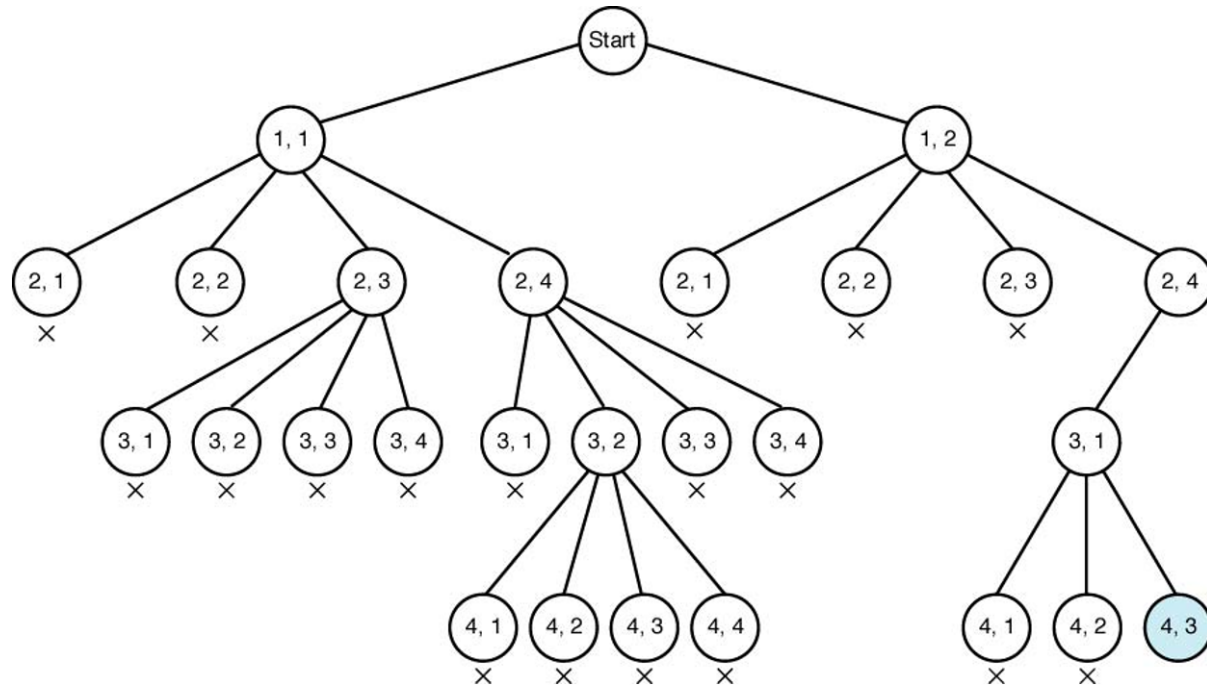 Start
1, 1 1, 2
2, 1 2, 2 2, 3 2, 4 2, 1 2, 2 2, 3 2, 4
× × × × ×
3, 1 3, 2 3, 3 3, 4 3, 1 3, 2 3, 3 3, 4 3, 1
× × × × × × ×
4, 1 4, 2 4, 3 4, 4 4, 1 4, 2 4, 3
× × × × × ×